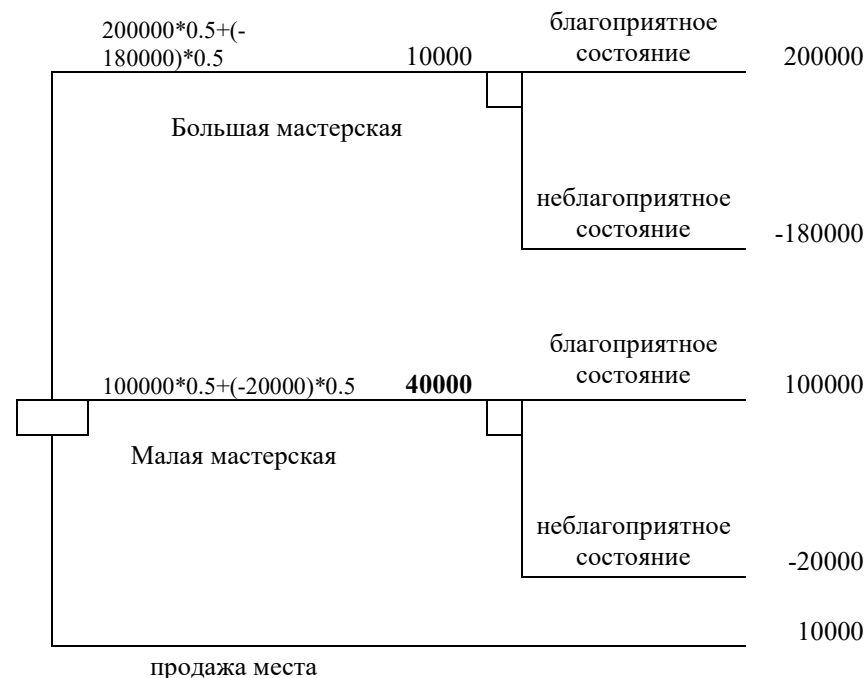 200000*0.5+(-
180000)*0.5
10000
благоприятное
состояние
200000
Большая мастерская
неблагоприятное
состояние
-180000
благоприятное
состояние
100000*0.5+(-20000)*0.5
40000
100000
Малая мастерская
неблагоприятное
состояние
-20000
10000
продажа места